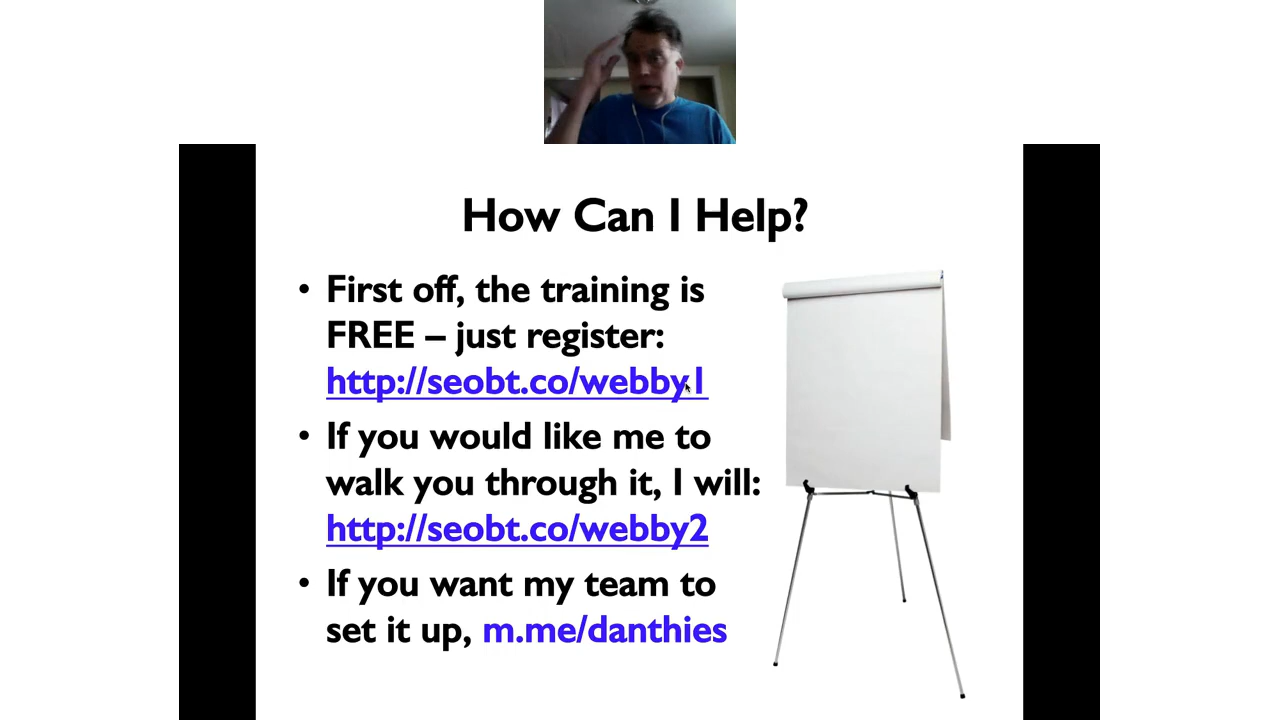 How Can I Help?
• First off, the training is
FREE – just register:
http://seobt.co/webby1
• If you would like me to
walk you through it, I will:
http://seobt.co/webby2
• If you want my team to
set it up, m.me/danthies